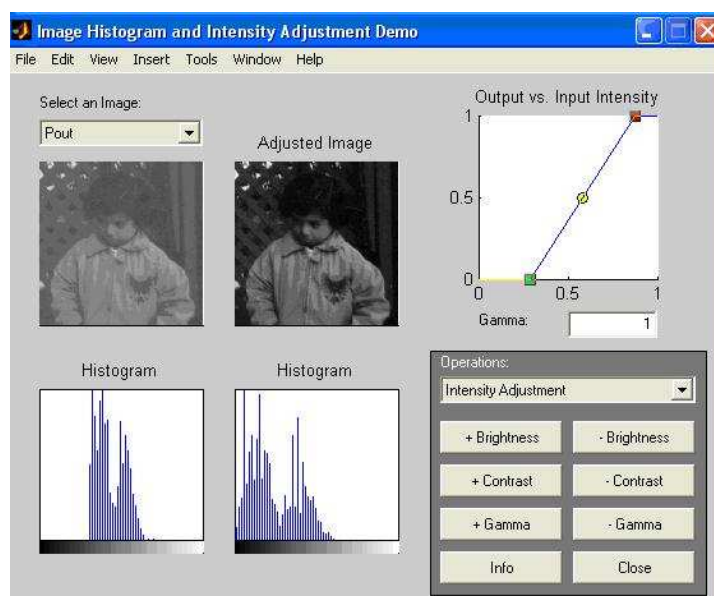 Image Histogram and Intensity Adjustment Demo
File Edit View Insert Tools Window Help
Select an Image:
Pout
Adjusted Image
Output vs. Input Intensity
1
0.5
0
0 0.5 1
Gamma: 1
Histogram
Histogram
Operations:
Intensity Adjustment
+ Brightness - Brightness
+ Contrast - Contrast
+ Gamma - Gamma
Info Close